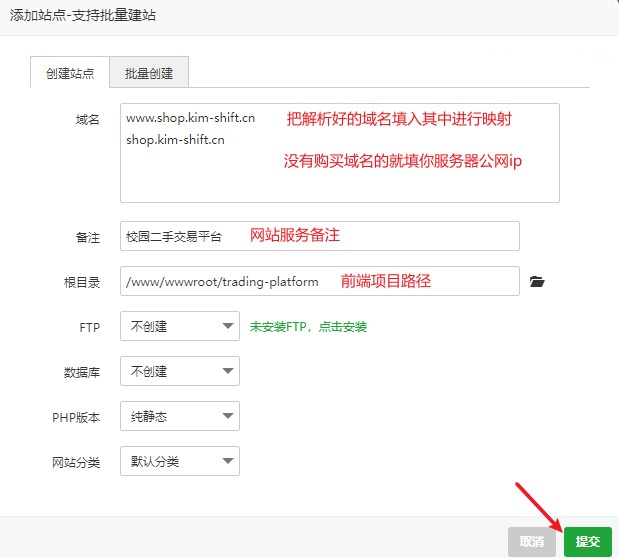 添加站点-支持批量建站
创建站点 批量创建
域名
www.shop.kim-shift.cn 把解析好的域名填入其中进行映射
shop.kim-shift.cn
没有购买域名的就填你服务器公网ip
备注 校园二手交易平台 网站服务备注
根目录 /www/wwwroot/trading-platform 前端项目路径
FTP 不创建 未安装FTP，点击安装
数据库 不创建
PHP版本 纯静态
网站分类 默认分类
取消 提交